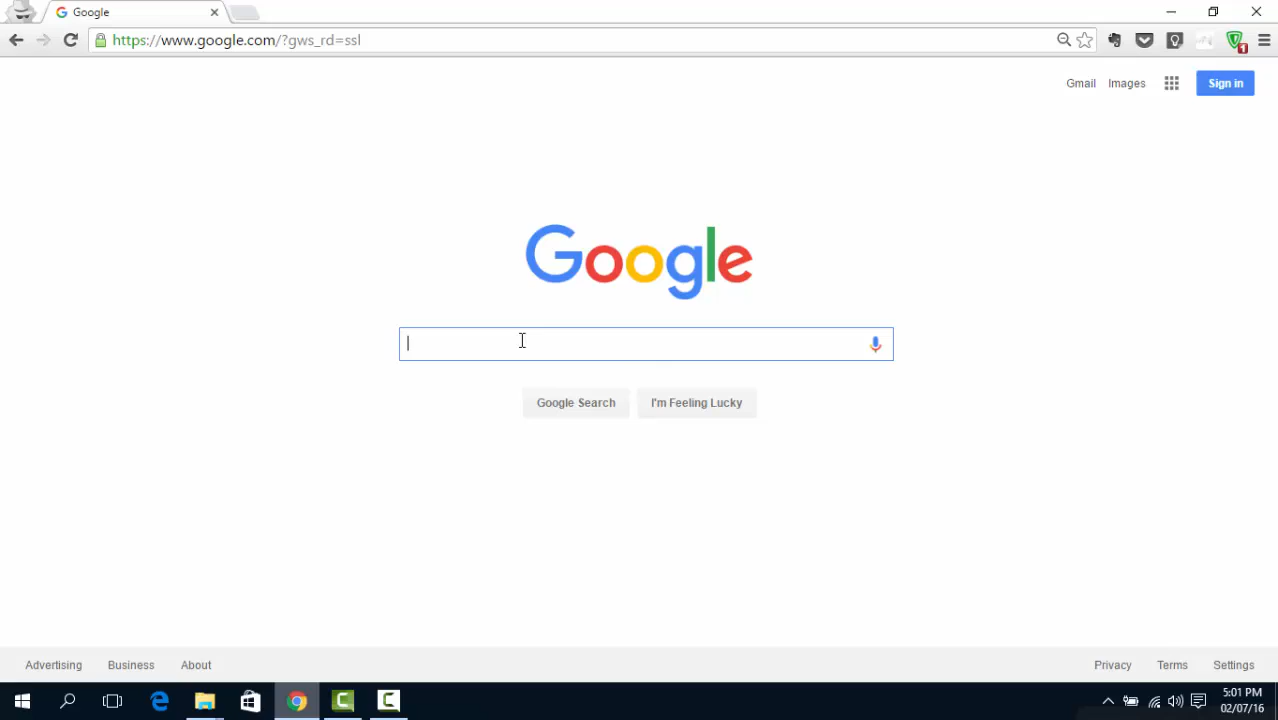 Google
https://www.google.com/?gws_rd=ssl
1
Gmail Images Sign in
Google
Google Search I'm Feeling Lucky
Advertising Business About Privacy Terms Settings
5:01 PM
02/07/16